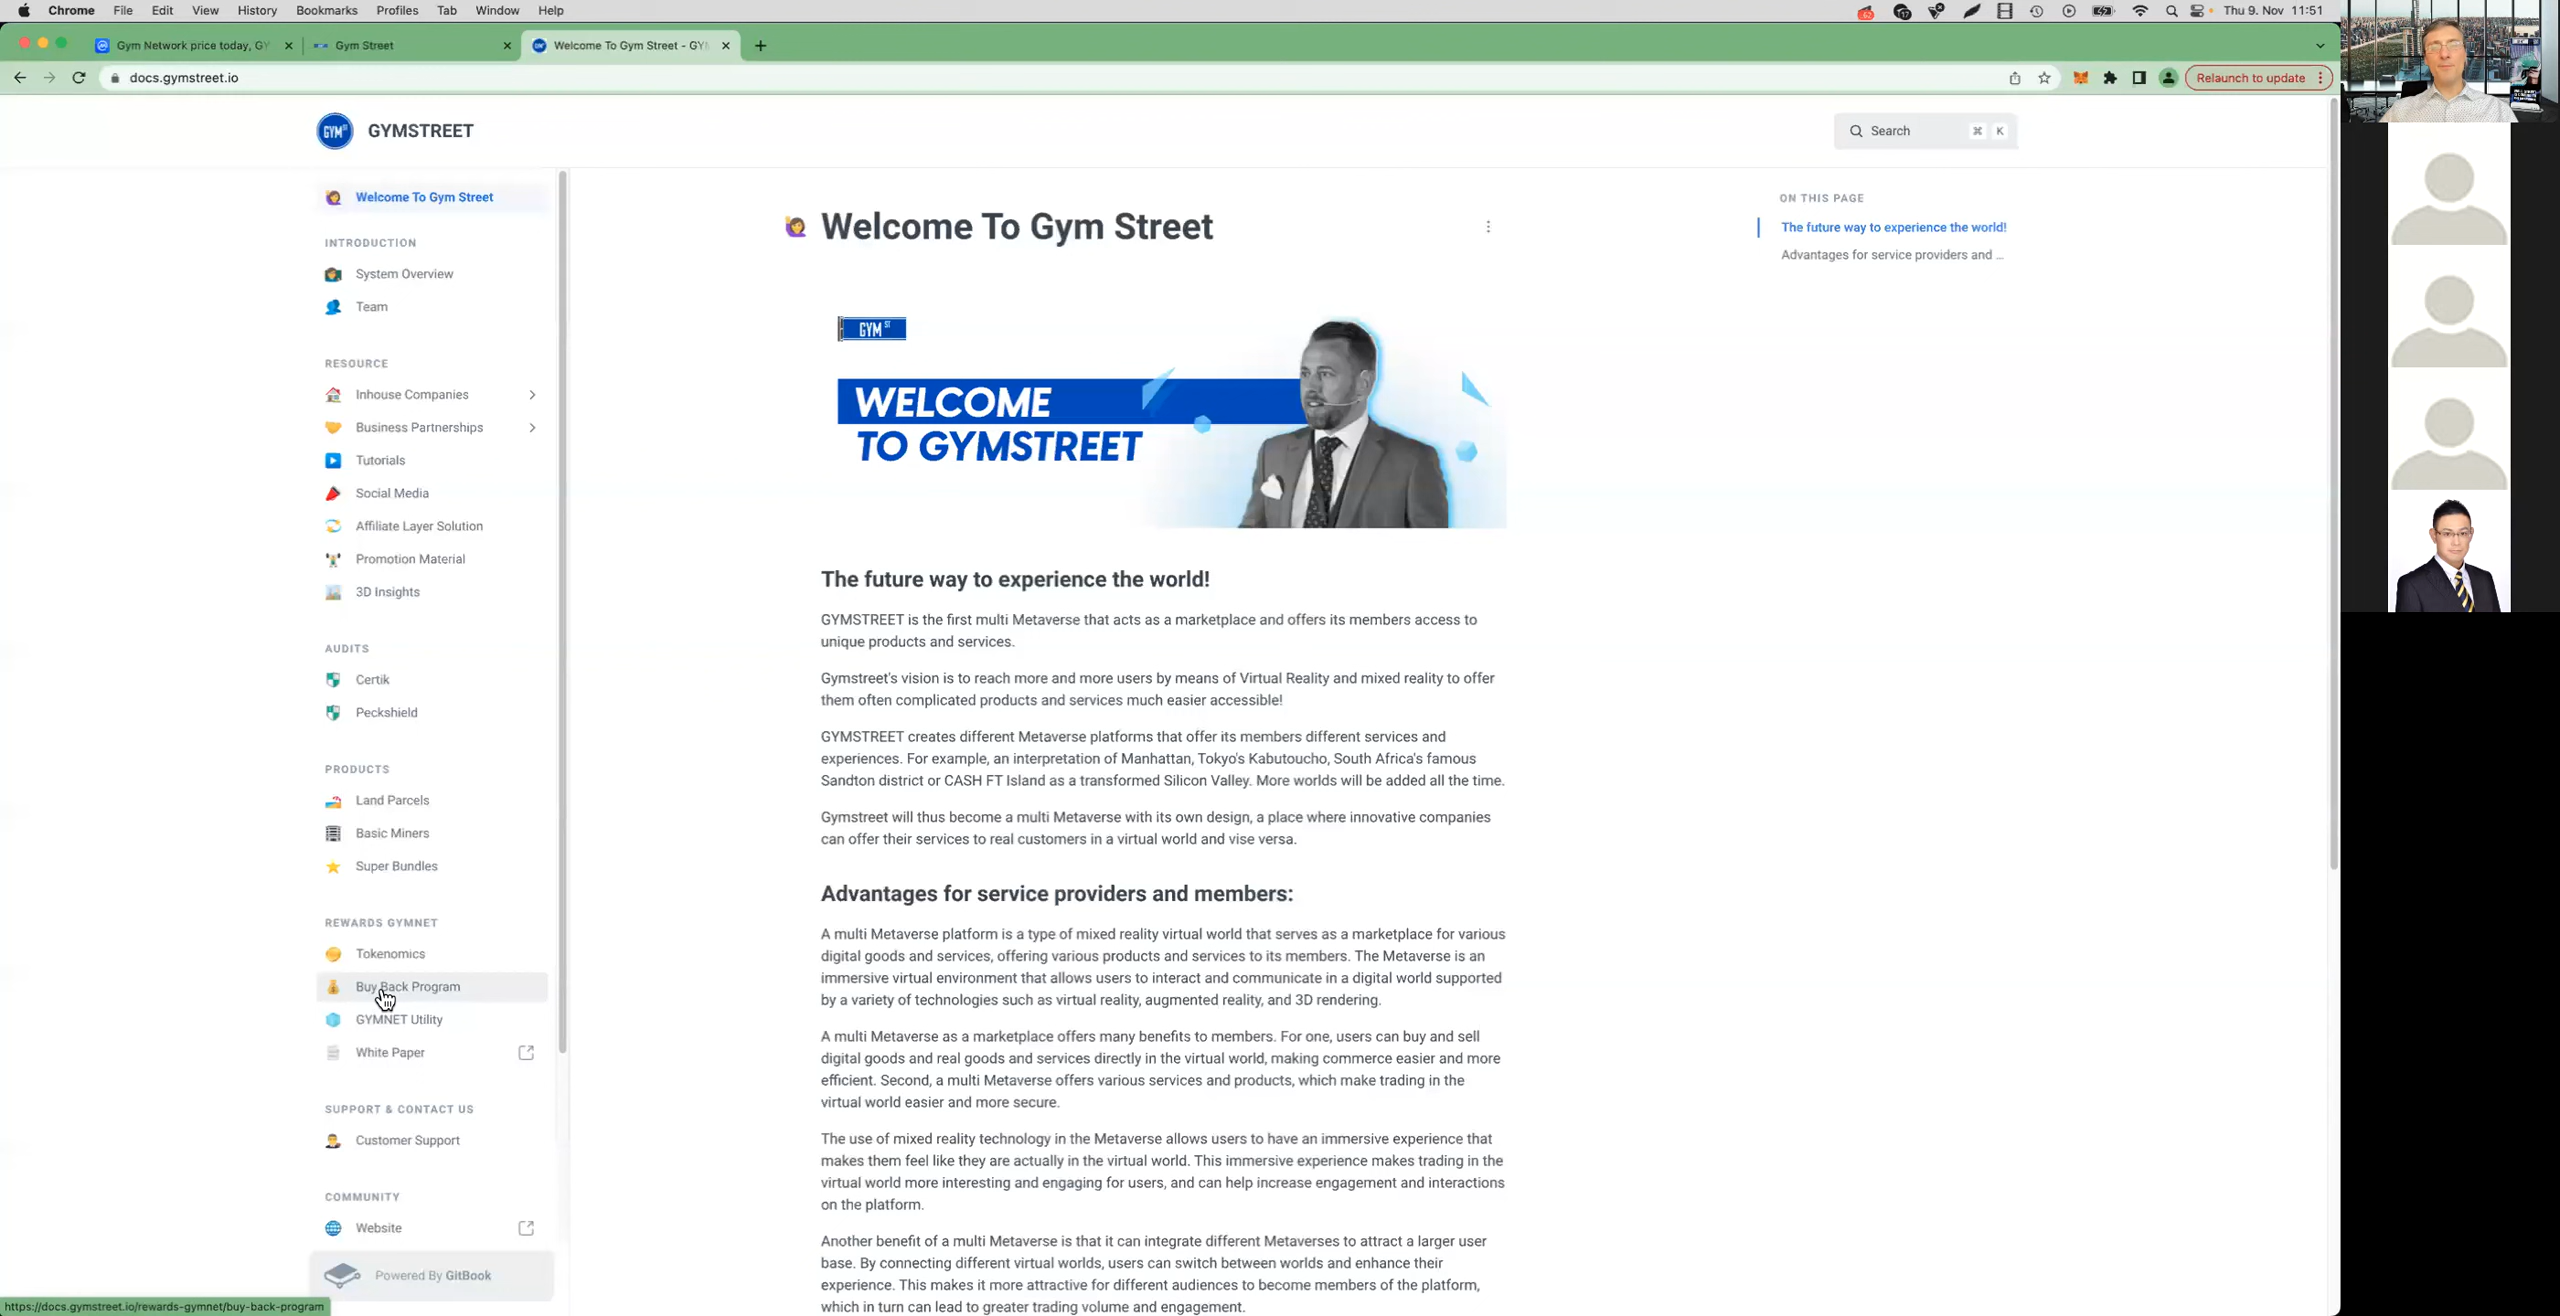 Chrome File Edit View History Bookmarks Profiles Tab Window Help
Thu 9. Nov 11:51
Gym Network price today, GY
Gym Street
Welcome To Gym Street - GYM
docs.gymstreet.io
Relaunch to update
GYM ST
GYMSTREET
Search ⌘ K
Welcome To Gym Street
INTRODUCTION
System Overview
Team
RESOURCE
Inhouse Companies
Business Partnerships
Tutorials
Social Media
Affiliate Layer Solution
Promotion Material
3D Insights
AUDITS
Certik
Peckshield
PRODUCTS
Land Parcels
Basic Miners
Super Bundles
REWARDS GYMNET
Tokenomics
Buy Back Program
GYMNET Utility
White Paper
SUPPORT & CONTACT US
Customer Support
COMMUNITY
Website
Powered By GitBook
https://docs.gymstreet.io/rewards-gymnet/buy-back-program
Welcome To Gym Street
GYM ST
WELCOME
TO GYMSTREET
The future way to experience the world!
GYMSTREET is the first multi Metaverse that acts as a marketplace and offers its members access to
unique products and services.
Gymstreet's vision is to reach more and more users by means of Virtual Reality and mixed reality to offer
them often complicated products and services much easier accessible!
GYMSTREET creates different Metaverse platforms that offer its members different services and
experiences. For example, an interpretation of Manhattan, Tokyo's Kabutoucho, South Africa's famous
Sandton district or CASH FT Island as a transformed Silicon Valley. More worlds will be added all the time.
Gymstreet will thus become a multi Metaverse with its own design, a place where innovative companies
can offer their services to real customers in a virtual world and vise versa.
Advantages for service providers and members:
A multi Metaverse platform is a type of mixed reality virtual world that serves as a marketplace for various
digital goods and services, offering various products and services to its members. The Metaverse is an
immersive virtual environment that allows users to interact and communicate in a digital world supported
by a variety of technologies such as virtual reality, augmented reality, and 3D rendering.
A multi Metaverse as a marketplace offers many benefits to members. For one, users can buy and sell
digital goods and real goods and services directly in the virtual world, making commerce easier and more
efficient. Second, a multi Metaverse offers various services and products, which make trading in the
virtual world easier and more secure.
The use of mixed reality technology in the Metaverse allows users to have an immersive experience that
makes them feel like they are actually in the virtual world. This immersive experience makes trading in the
virtual world more interesting and engaging for users, and can help increase engagement and interactions
on the platform.
Another benefit of a multi Metaverse is that it can integrate different Metaverses to attract a larger user
base. By connecting different virtual worlds, users can switch between worlds and enhance their
experience. This makes it more attractive for different audiences to become members of the platform,
which in turn can lead to greater trading volume and engagement.
ON THIS PAGE
The future way to experience the world!
Advantages for service providers and ...